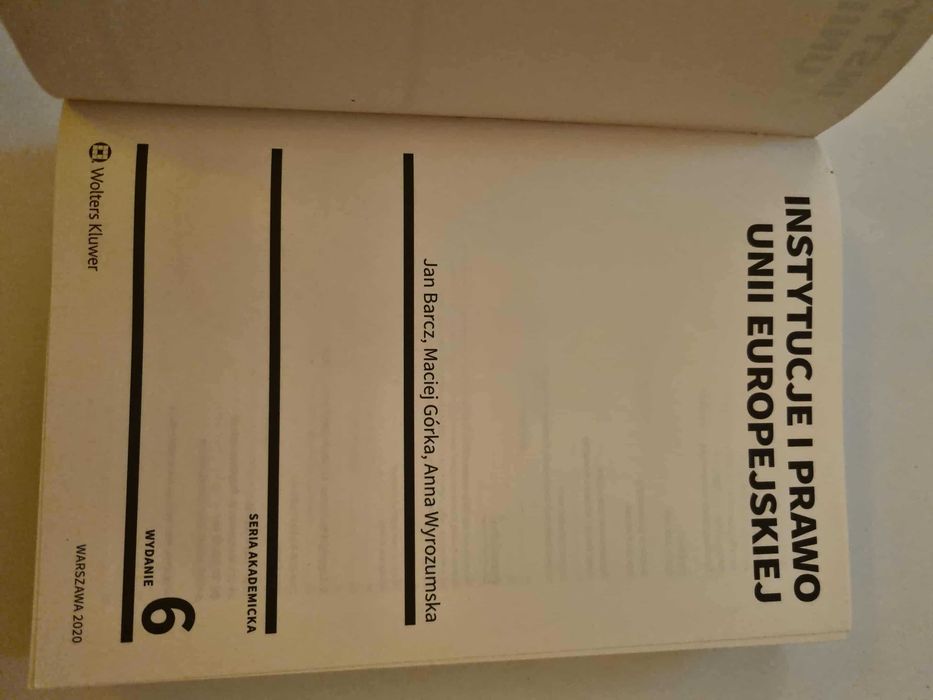 INSTYTUCJE I PRAWO
UNII EUROPEJSKIEJ
Jan Barcz, Maciej Górka, Anna Wyrozumska
SERIA AKADEMICKA
WYDANIE 6
Wolters Kluwer
WARSZAWA 2020